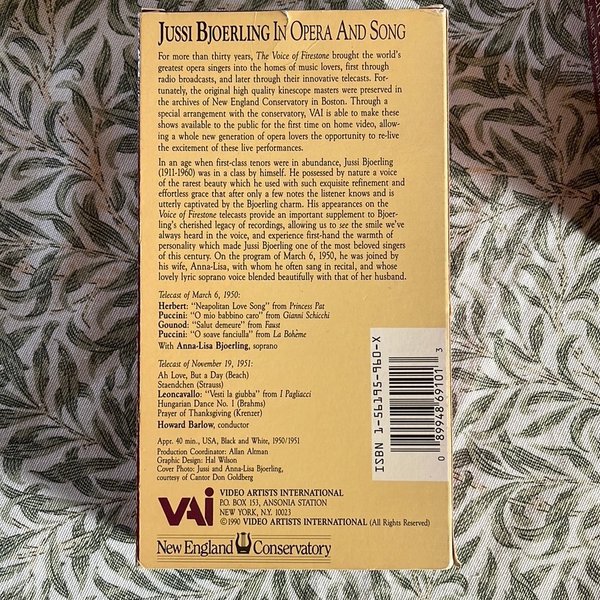 JUSSI BJOERLING IN OPERA AND SONG
For more than thirty years, The Voice of Firestone brought the world's
greatest opera singers into the homes of music lovers, first through
radio broadcasts, and later through their innovative telecasts. For-
tunately, the original high quality kinescope masters were preserved in
the archives of New England Conservatory in Boston. Through a
special arrangement with the conservatory, VAI is able to make these
shows available to the public for the first time on home video, allow-
ing a whole new generation of opera lovers the opportunity to re-live
the excitement of these live performances.
In an age when first-class tenors were in abundance, Jussi Bjoerling
(1911-1960) was in a class by himself. He possessed by nature a voice
of the rarest beauty which he used with such exquisite refinement and
effortless grace that after only a few notes the listener knows and is
utterly captivated by the Bjoerling charm. His appearances on the
Voice of Firestone telecasts provide an important supplement to Bjoer-
ling's cherished legacy of recordings, allowing us to see the smile we've
always heard in the voice, and experience first-hand the warmth of
personality which made Jussi Bjoerling one of the most beloved singers
of this century. On the program of March 6, 1950, he was joined by
his wife, Anna-Lisa, with whom he often sang in recital, and whose
lovely lyric soprano voice blended beautifully with that of her husband.
Telecast of March 6, 1950:
Herbert: "Neapolitan Love Song" from Princess Pat
Puccini: "O mio babbino caro" from Gianni Schicchi
Gounod: "Salut demeure" from Faust
Puccini: "O soave fanciulla" from La Bohème
With Anna-Lisa Bjoerling, soprano
Telecast of November 19, 1951:
Ah Love, But a Day (Beach)
Staendchen (Strauss)
Leoncavallo: "Vesti la giubba" from I Pagliacci
Hungarian Dance No. 1 (Brahms)
Prayer of Thanksgiving (Krenzer)
Howard Barlow, conductor
Appr. 40 min., USA, Black and White, 1950/1951
Production Coordinator: Allan Altman
Graphic Design: Hal Wilson
Cover Photo: Jussi and Anna-Lisa Bjoerling,
courtesy of Cantor Don Goldberg
ISBN 1-56195-960-X
0 89948 69101 3
VAI
VIDEO ARTISTS INTERNATIONAL
P.O. BOX 153, ANSONIA STATION
NEW YORK, N.Y. 10023
©1990 VIDEO ARTISTS INTERNATIONAL (All Rights Reserved)
New England Conservatory